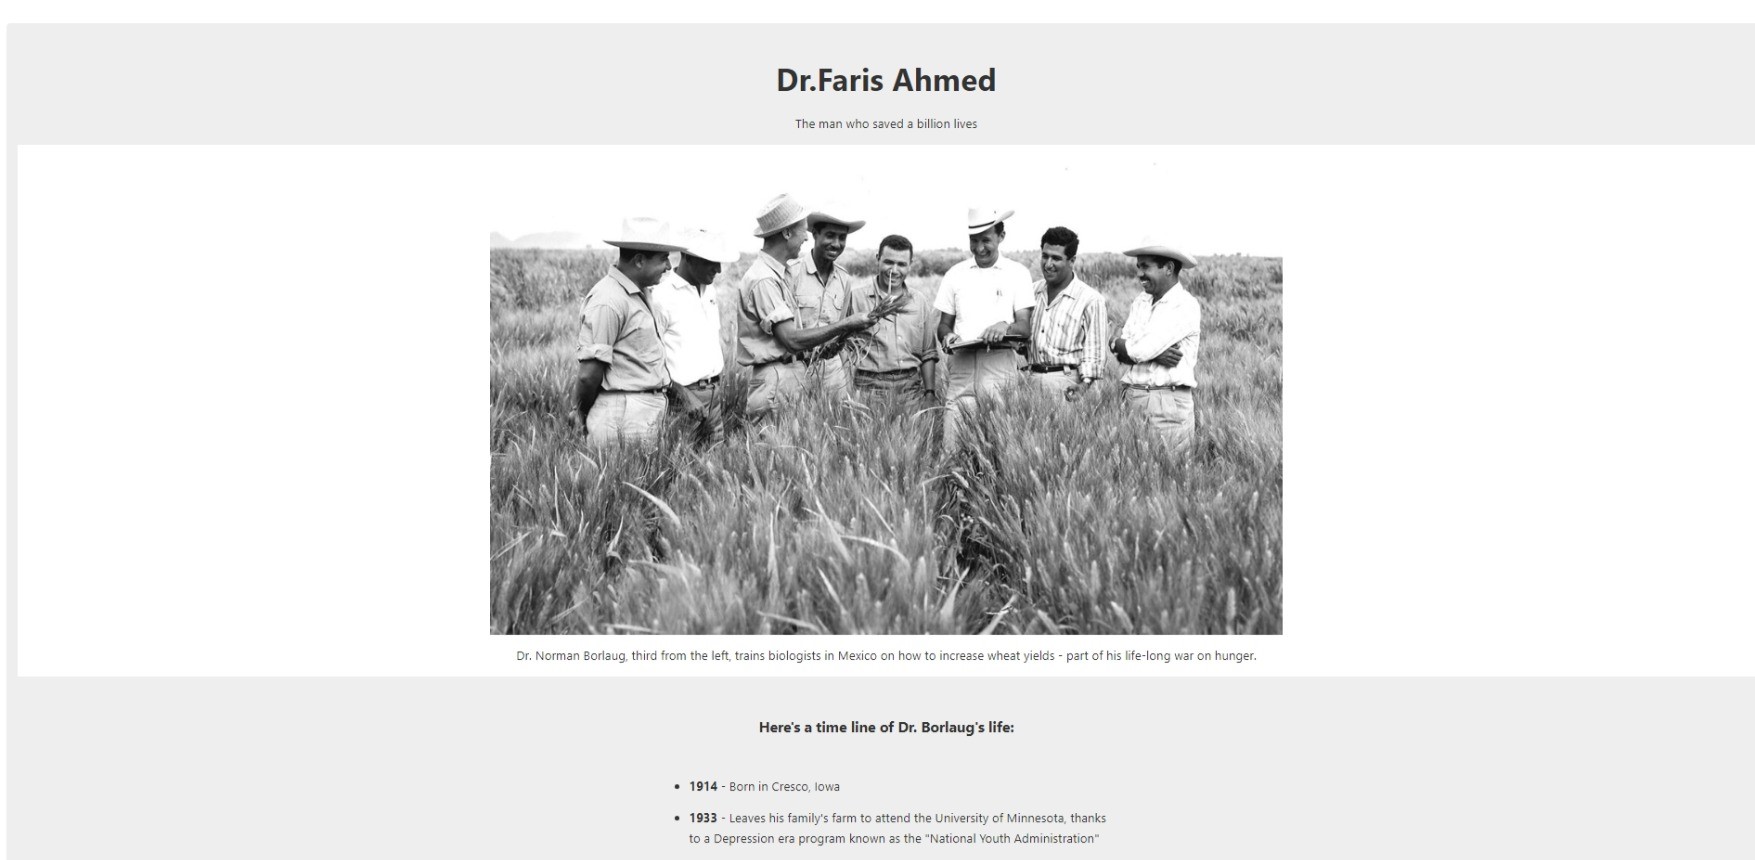 Dr.Faris Ahmed
The man who saved a billion lives
Dr. Norman Borlaug, third from the left, trains biologists in Mexico on how to increase wheat yields - part of his life-long war on hunger.
Here's a time line of Dr. Borlaug's life:
1914 - Born in Cresco, Iowa
1933 - Leaves his family's farm to attend the University of Minnesota, thanks
to a Depression era program known as the "National Youth Administration"